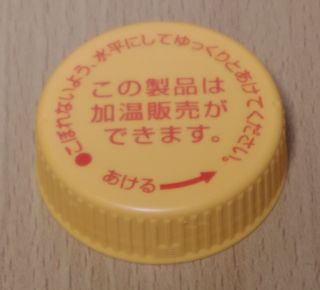 ●こぼれないよう、水平にしてゆっくりとあけてください。
この製品は
加温販売が
できます。
あける